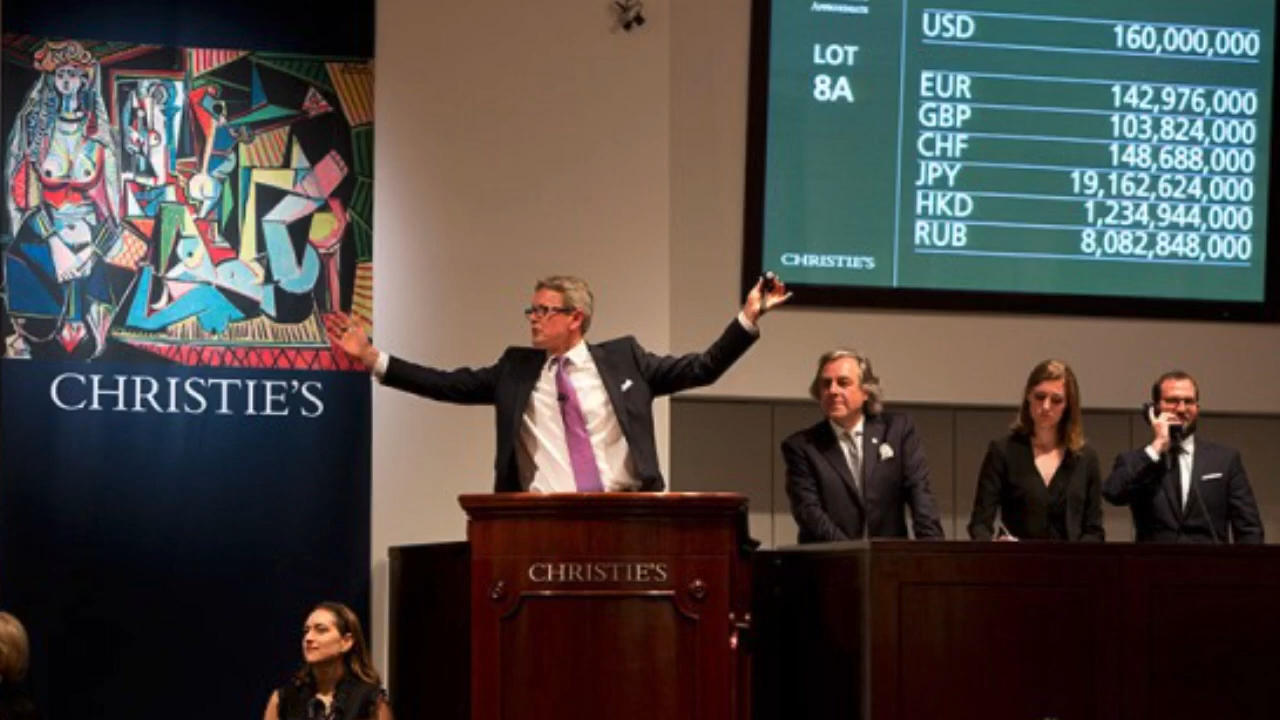 Approximate
LOT
8A
USD 160,000,000
EUR 142,976,000
GBP 103,824,000
CHF 148,688,000
JPY 19,162,624,000
HKD 1,234,944,000
RUB 8,082,848,000
CHRISTIE'S
CHRISTIE'S
CHRISTIE'S